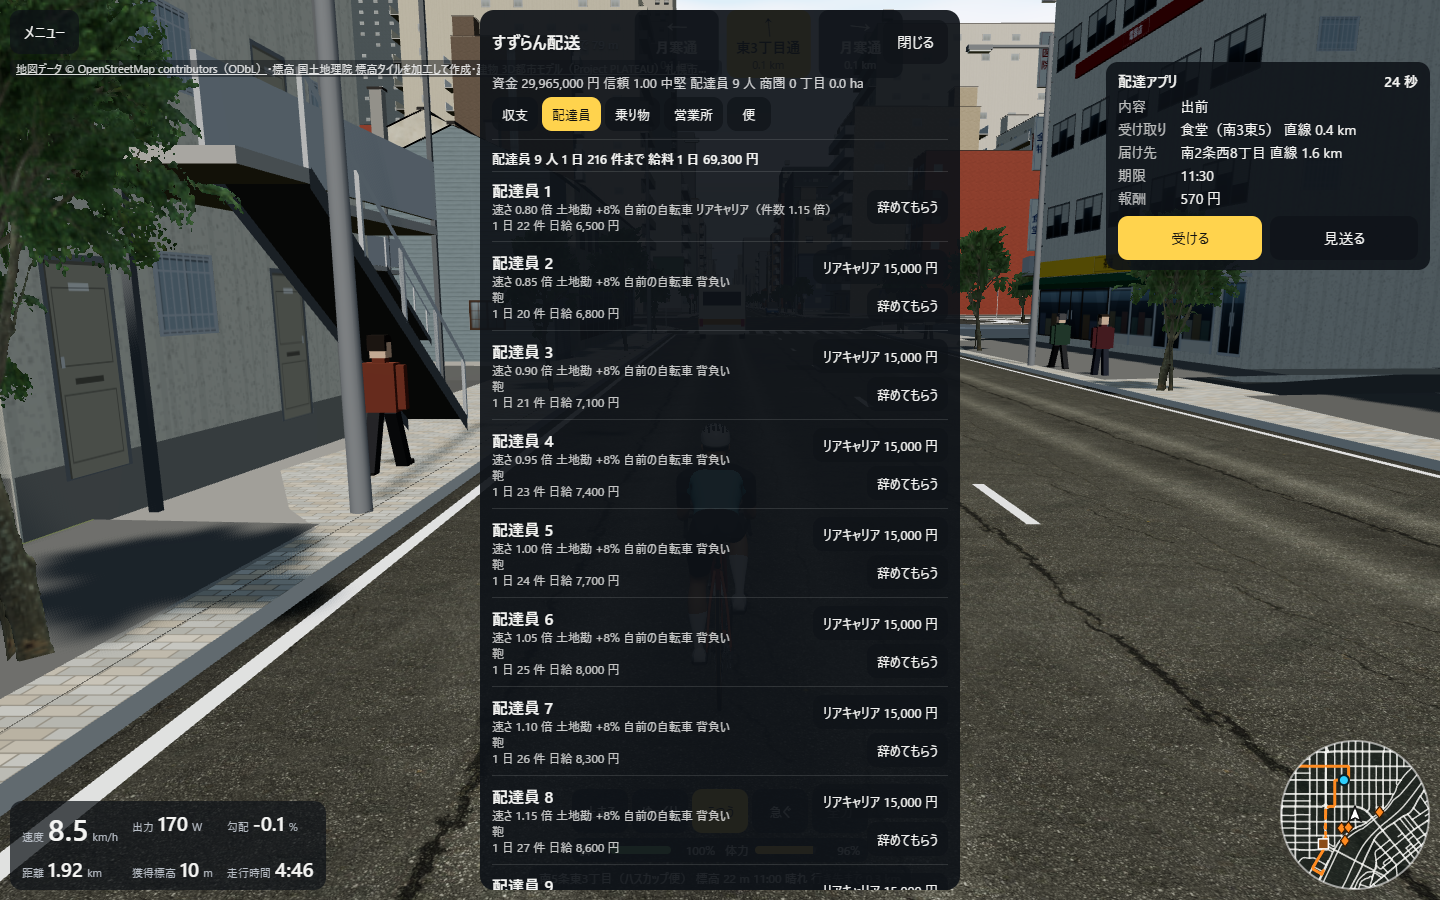 メニュー
地図データ © OpenStreetMap contributors（ODbL）・標高 国土地理院 標高タイルを加工して作成・
すずらん配送
閉じる
資金 29,965,000 円 信頼 1.00 中堅 配達員 9 人 商圏 0 丁目 0.0 ha
収支 配達員 乗り物 営業所 便
配達員 9 人 1 日 216 件まで 給料 1 日 69,300 円
配達員 1
速さ 0.80 倍 土地勘 +8% 自前の自転車 リアキャリア（件数 1.15 倍）
1 日 22 件 日給 6,500 円
辞めてもらう
配達員 2
速さ 0.85 倍 土地勘 +8% 自前の自転車 背負い
鞄
1 日 20 件 日給 6,800 円
リアキャリア 15,000 円
辞めてもらう
配達員 3
速さ 0.90 倍 土地勘 +8% 自前の自転車 背負い
鞄
1 日 21 件 日給 7,100 円
リアキャリア 15,000 円
辞めてもらう
配達員 4
速さ 0.95 倍 土地勘 +8% 自前の自転車 背負い
鞄
1 日 23 件 日給 7,400 円
リアキャリア 15,000 円
辞めてもらう
配達員 5
速さ 1.00 倍 土地勘 +8% 自前の自転車 背負い
鞄
1 日 24 件 日給 7,700 円
リアキャリア 15,000 円
辞めてもらう
配達員 6
速さ 1.05 倍 土地勘 +8% 自前の自転車 背負い
鞄
1 日 25 件 日給 8,000 円
リアキャリア 15,000 円
辞めてもらう
配達員 7
速さ 1.10 倍 土地勘 +8% 自前の自転車 背負い
鞄
1 日 26 件 日給 8,300 円
リアキャリア 15,000 円
辞めてもらう
配達員 8
速さ 1.15 倍 土地勘 +8% 自前の自転車 背負い
鞄
1 日 27 件 日給 8,600 円
リアキャリア 15,000 円
辞めてもらう
配達員 9
リアキャリア 15,000 円
配達アプリ 24 秒
内容 出前
受け取り 食堂（南3東5） 直線 0.4 km
届け先 南2条西8丁目 直線 1.6 km
期限 11:30
報酬 570 円
受ける 見送る
速度 8.5 km/h 出力 170 W 勾配 -0.1 %
距離 1.92 km 獲得標高 10 m 走行時間 4:46